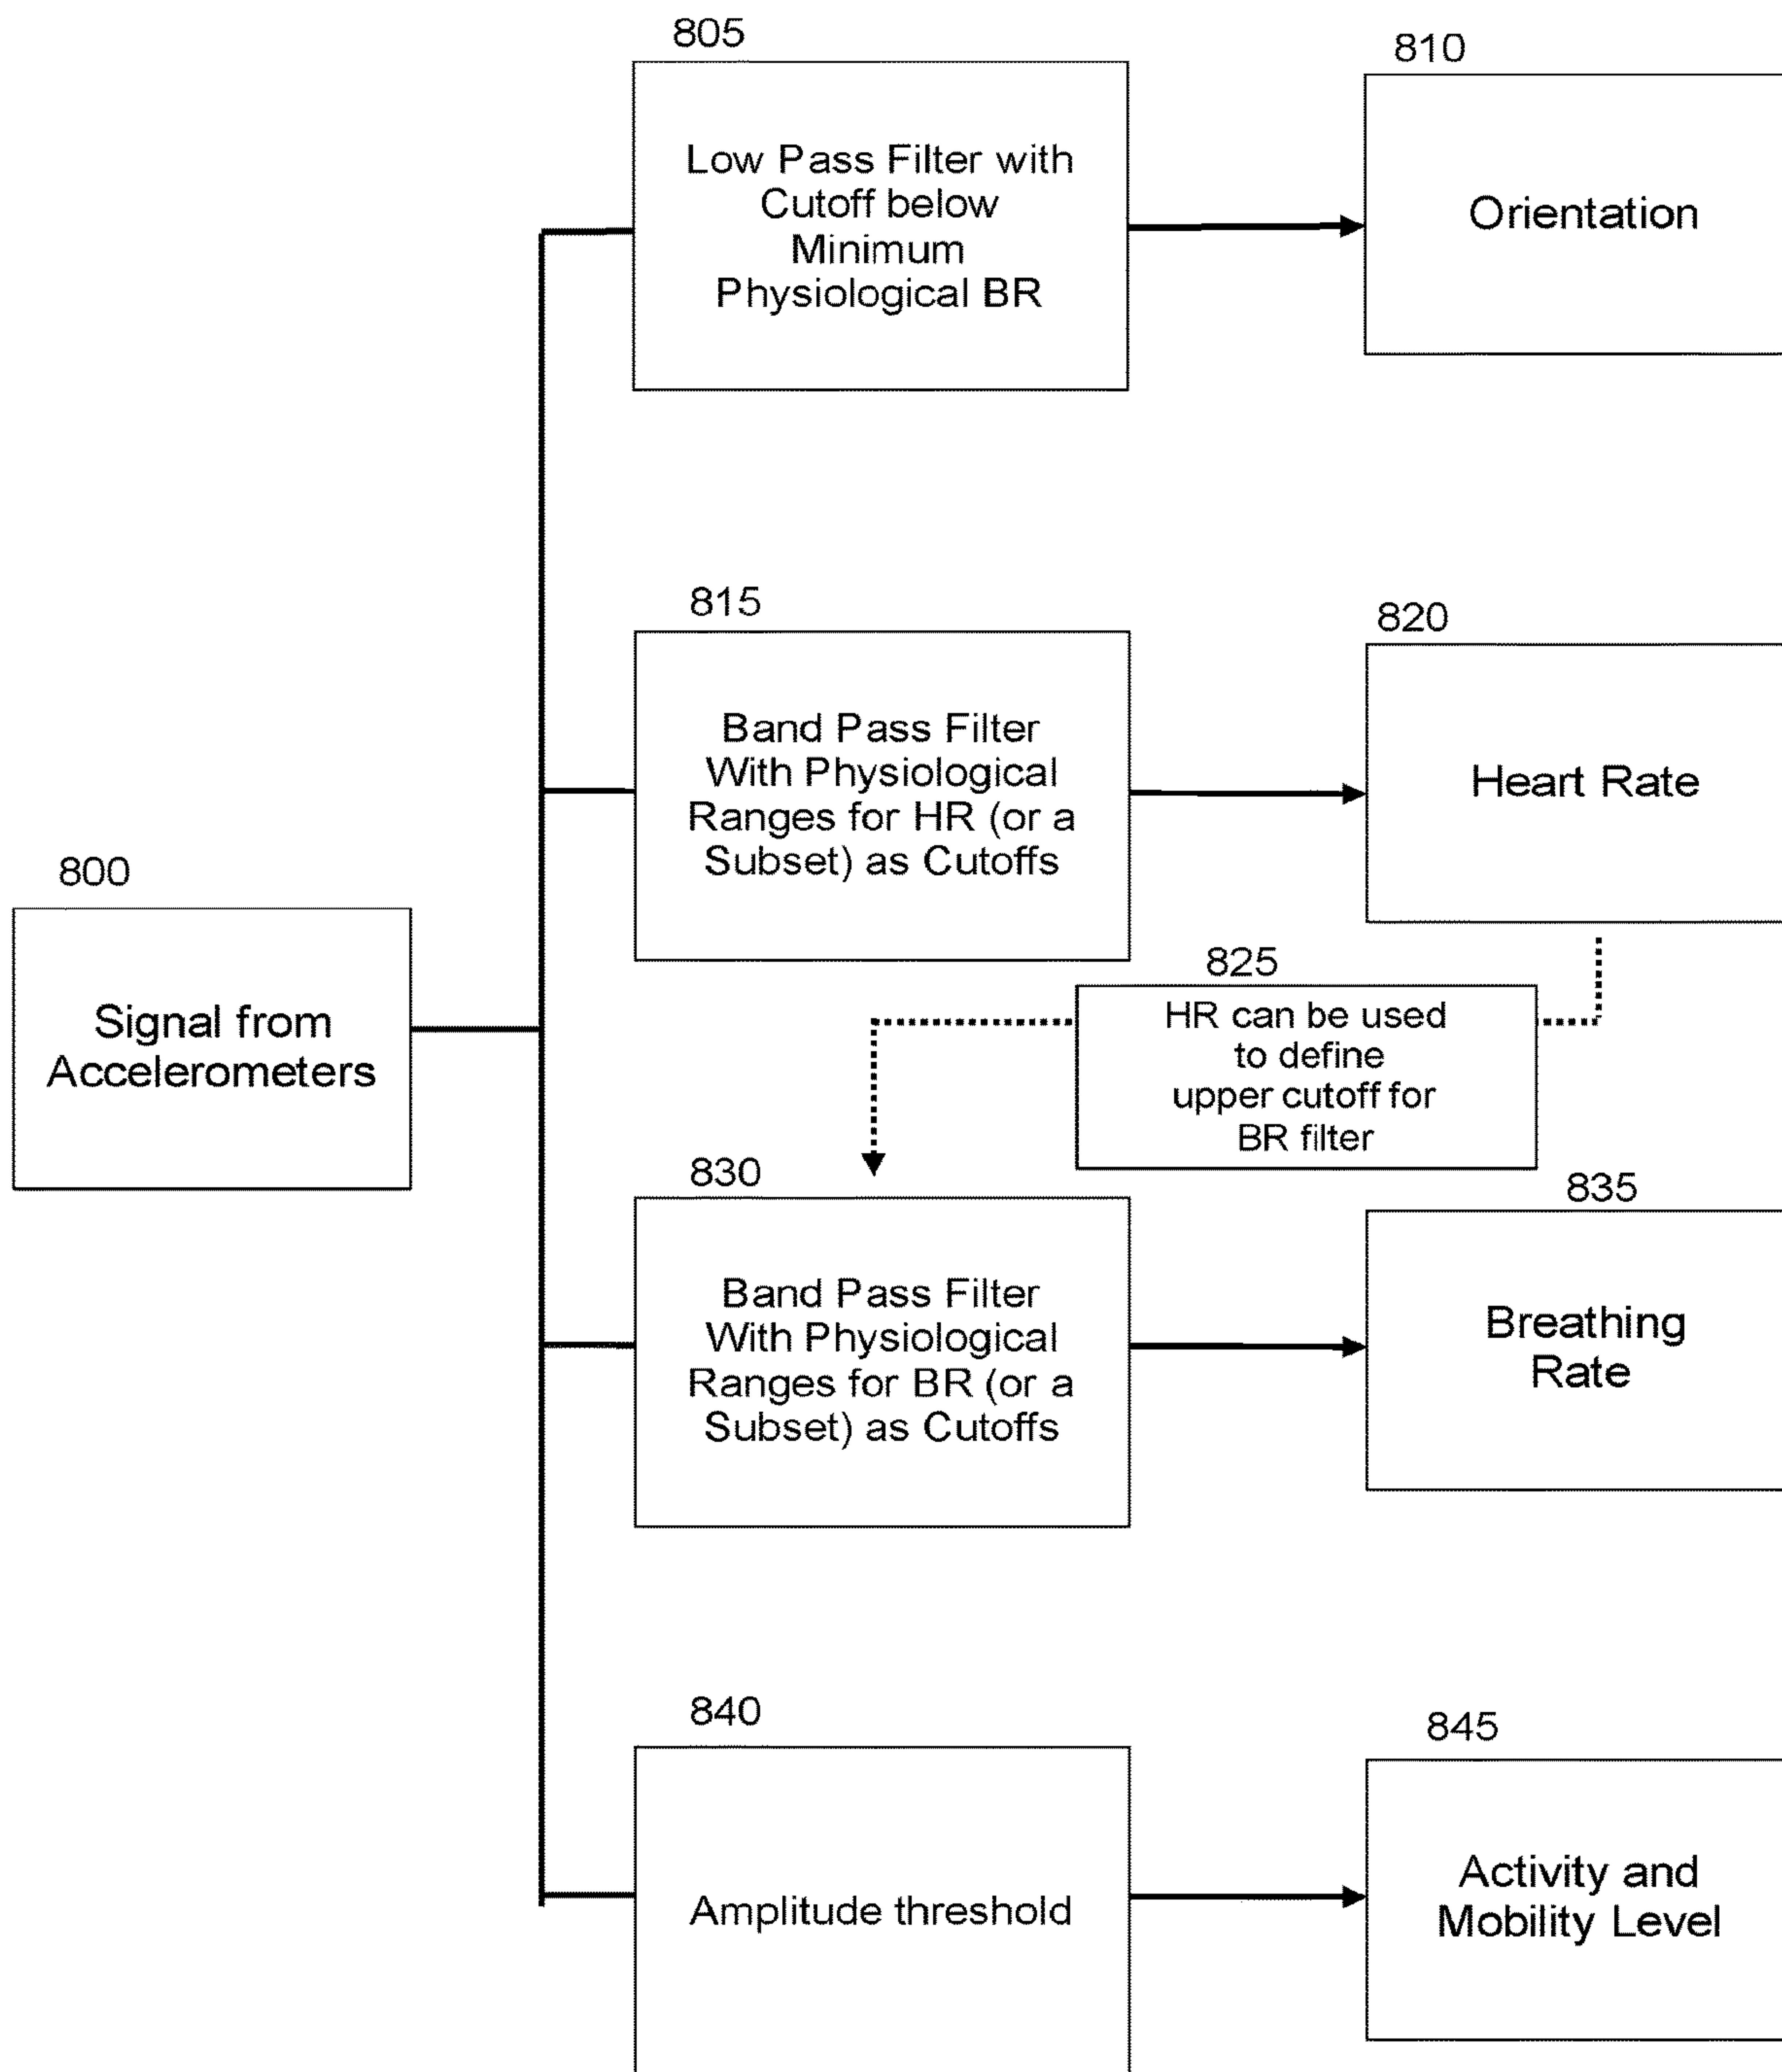 805
Low Pass Filter with
Cutoff below
Minimum
Physiological BR
810
Orientation
815
Band Pass Filter
With Physiological
Ranges for HR (or a
Subset) as Cutoffs
820
Heart Rate
800
Signal from
Accelerometers
825
HR can be used
to define
upper cutoff for
BR filter
830
Band Pass Filter
With Physiological
Ranges for BR (or a
Subset) as Cutoffs
835
Breathing
Rate
840
Amplitude threshold
845
Activity and
Mobility Level